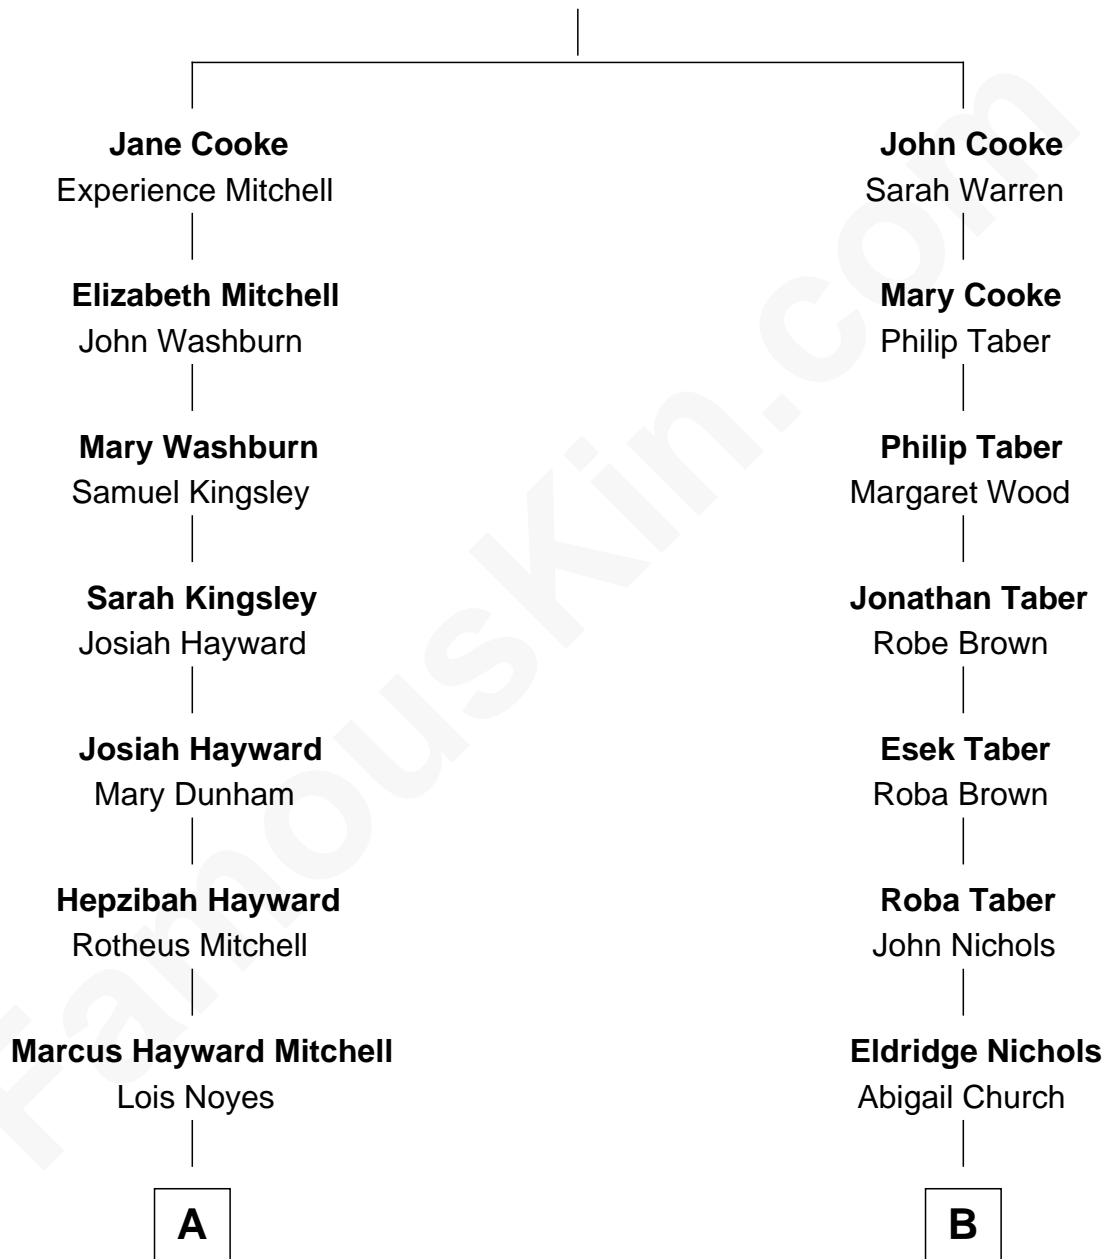 Jane Cooke
Experience Mitchell
Elizabeth Mitchell
John Washburn
Mary Washburn
Samuel Kingsley
Sarah Kingsley
Josiah Hayward
Josiah Hayward
Mary Dunham
Hepzibah Hayward
Rotheus Mitchell
Marcus Hayward Mitchell
Lois Noyes
A
John Cooke
Sarah Warren
Mary Cooke
Philip Taber
Philip Taber
Margaret Wood
Jonathan Taber
Robe Brown
Esek Taber
Roba Brown
Roba Taber
John Nichols
Eldridge Nichols
Abigail Church
B
FamousKin.com